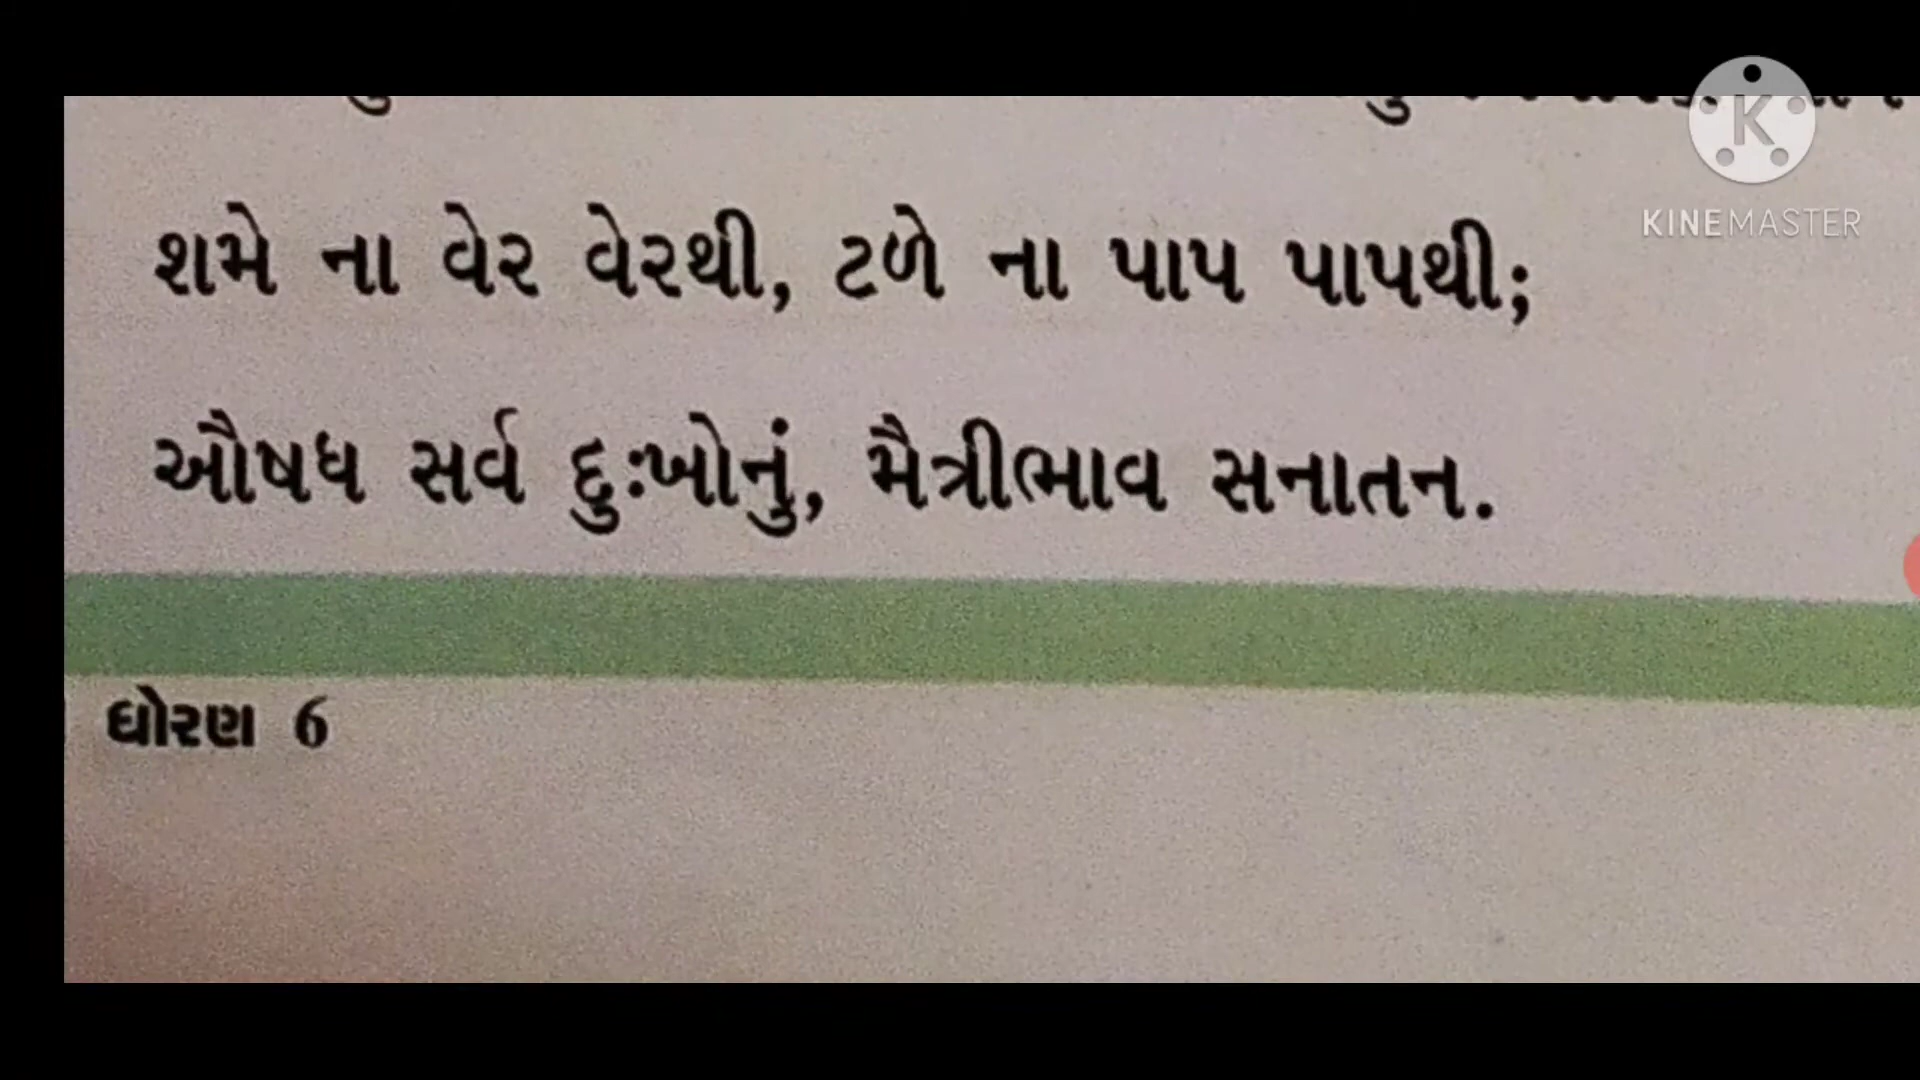 શમે ના વેર વેરથી, ટળે ના પાપ પાપથી;
ઔષધ સર્વ દુઃખોનું, મૈત્રીભાવ સનાતન.
ધોરણ 6
K
KINEMASTER